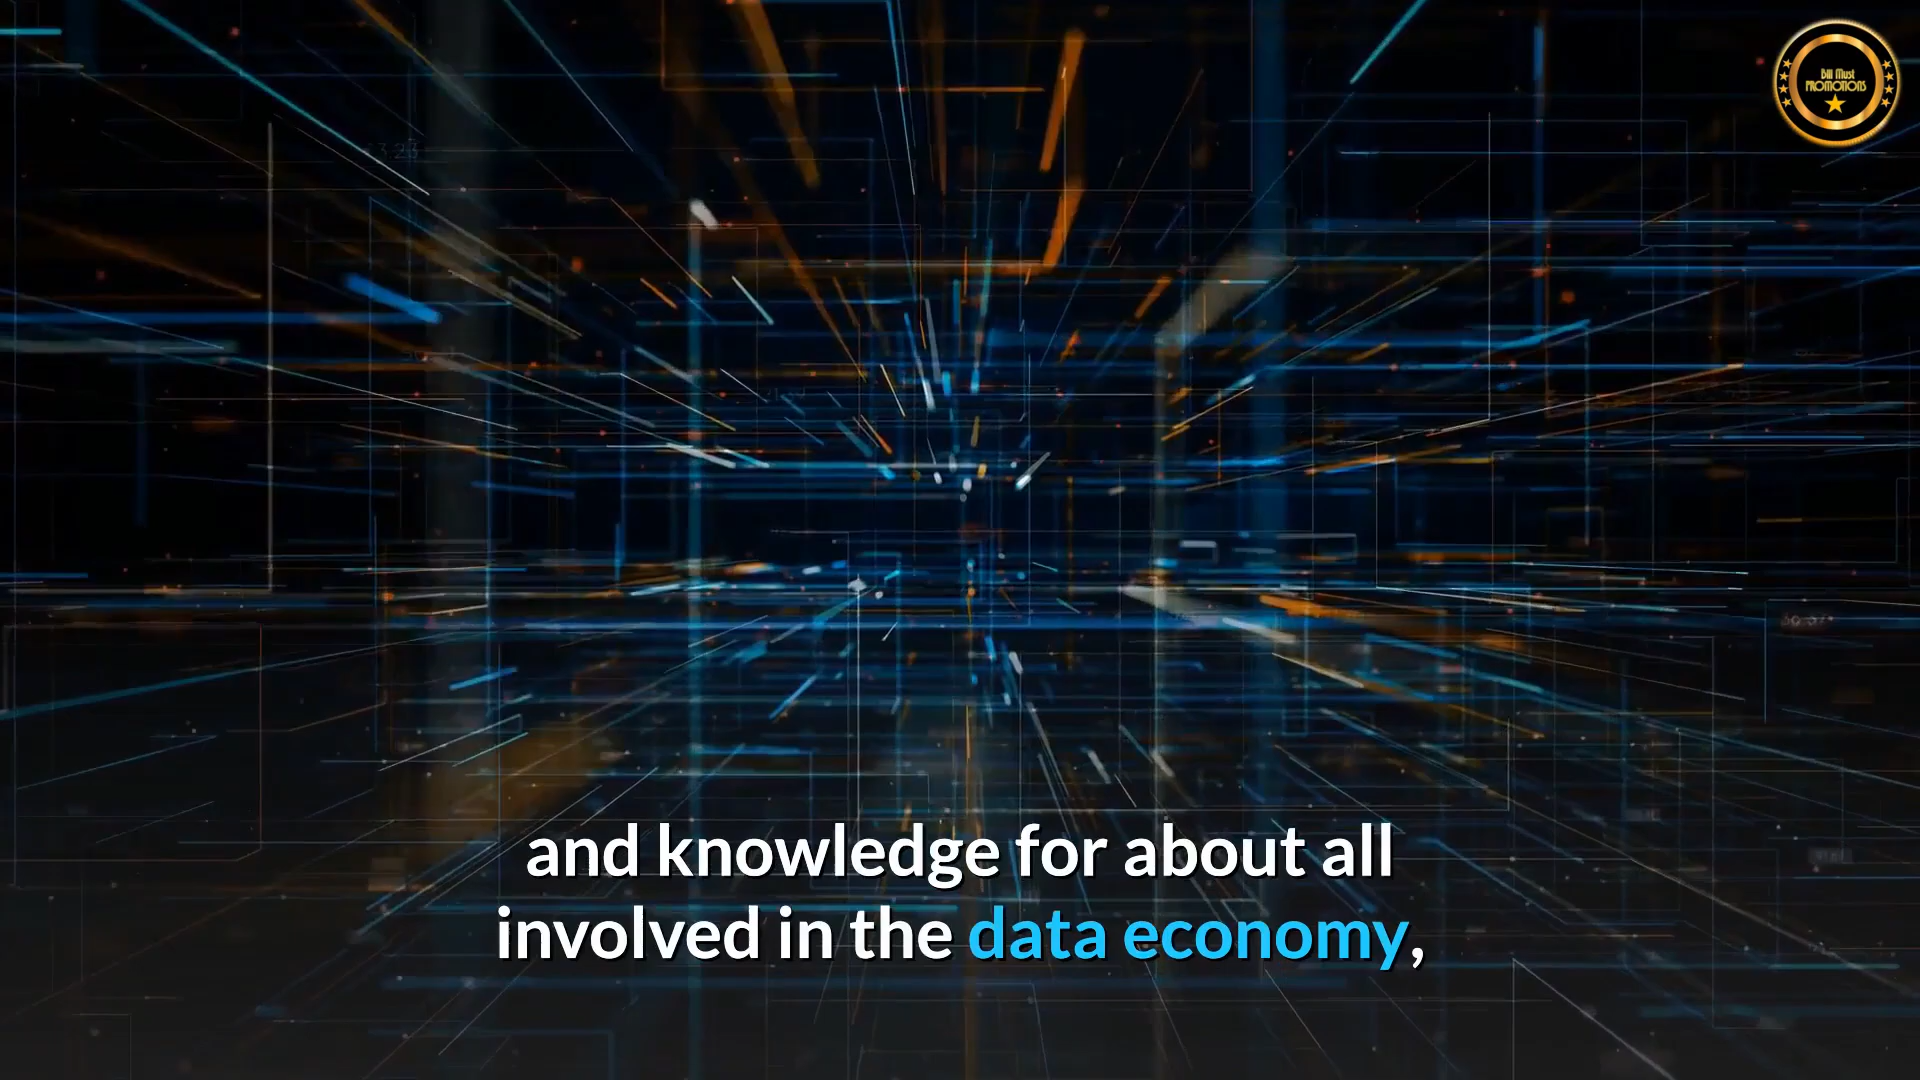 Bill Must
PROMOTIONS
and knowledge for about all
involved in the data economy,